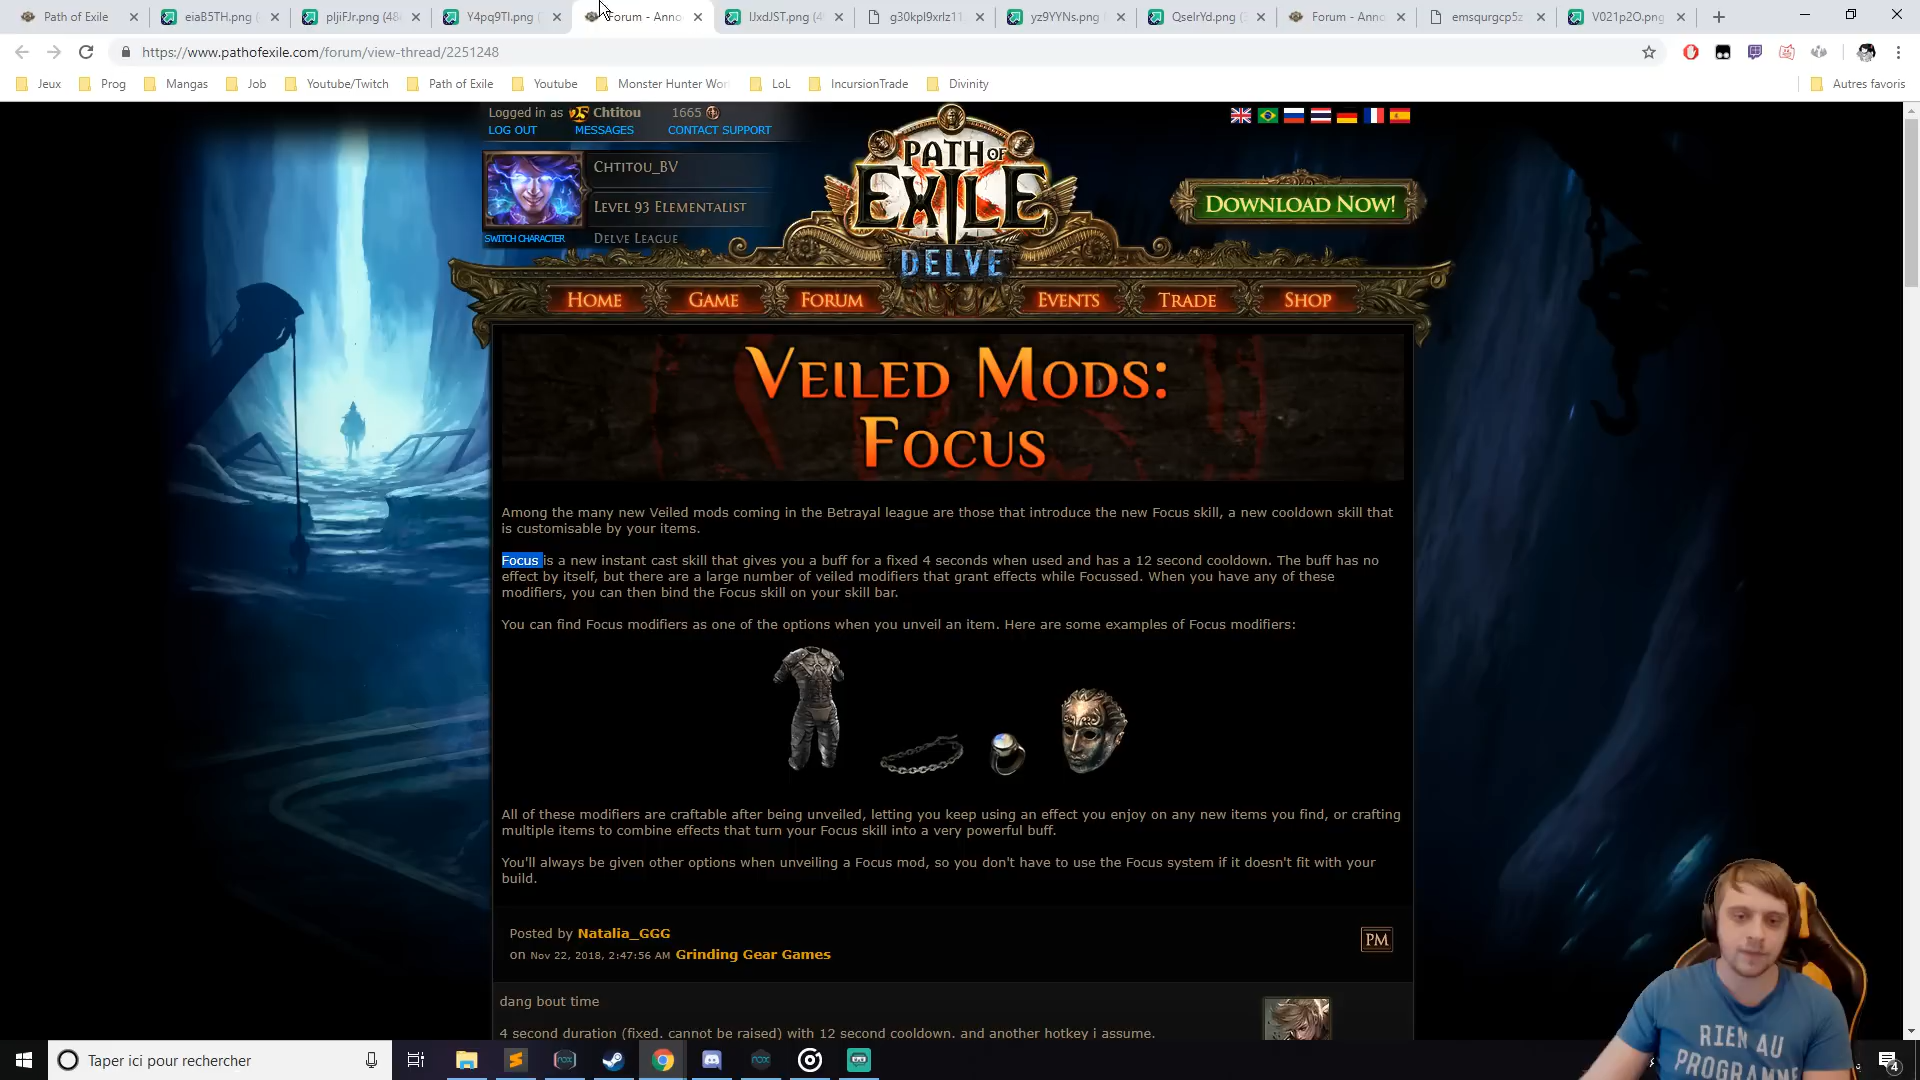 Path of Exile
eiaB5TH.png
pIjiFJr.png (48
Y4pq9TI.png
Forum - Anno
IJxdJST.png (4
g30kpl9xrlz11
yz9YYNs.png
QseIrYd.png (
Forum - Anno
emsqurgcp5z
V021p2O.png
https://www.pathofexile.com/forum/view-thread/2251248
Jeux
Prog
Mangas
Job
Youtube/Twitch
Path of Exile
Youtube
Monster Hunter Wor
LoL
IncursionTrade
Divinity
Autres favoris
Logged in as Chtitou 1665
LOG OUT MESSAGES CONTACT SUPPORT
Chtitou_BV
Level 93 Elementalist
SWITCH CHARACTER Delve League
PATH OF
EXILE
DELVE
DOWNLOAD NOW!
HOME GAME FORUM EVENTS TRADE SHOP
VEILED MODS:
FOCUS
Among the many new Veiled mods coming in the Betrayal league are those that introduce the new Focus skill, a new cooldown skill that
is customisable by your items.
Focus is a new instant cast skill that gives you a buff for a fixed 4 seconds when used and has a 12 second cooldown. The buff has no
effect by itself, but there are a large number of veiled modifiers that grant effects while Focussed. When you have any of these
modifiers, you can then bind the Focus skill on your skill bar.
You can find Focus modifiers as one of the options when you unveil an item. Here are some examples of Focus modifiers:
All of these modifiers are craftable after being unveiled, letting you keep using an effect you enjoy on any new items you find, or crafting
multiple items to combine effects that turn your Focus skill into a very powerful buff.
You'll always be given other options when unveiling a Focus mod, so you don't have to use the Focus system if it doesn't fit with your
build.
Posted by Natalia_GGG
on Nov 22, 2018, 2:47:56 AM Grinding Gear Games
PM
dang bout time
4 second duration (fixed, cannot be raised) with 12 second cooldown, and another hotkey i assume.
RIEN AU
PROGRAMME
Taper ici pour rechercher
4